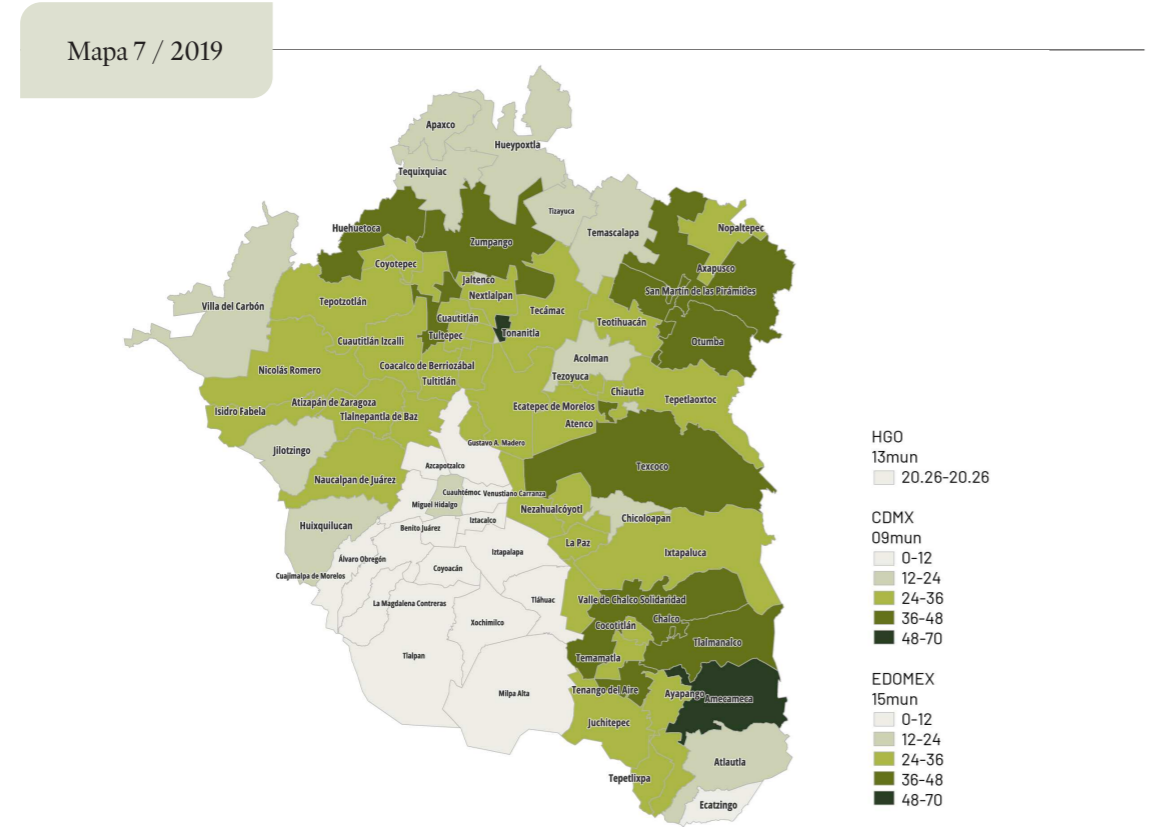 Mapa 7 / 2019
Apaxco
Hueypoxtla
Tequixquiac
Tizayuca
Temascalapa
Huehuetoca
Nopaltepec
Zumpango
Coyotepec
Axapusco
Jaltenco
San Martín de las Pirámides
Nextlalpan
Tepotzotlán
Villa del Carbón
Tecámac
Cuautitlán
Teotihuacán
Tultepec
Tonanitla
Cuautitlán Izcalli
Otumba
Acolman
Coacalco de Berriozábal
Nicolás Romero
Tezoyuca
Tultitlán
Chiautla
Tepetlaoxtoc
Atizapán de Zaragoza
Ecatepec de Morelos
Isidro Fabela
Tlalnepantla de Baz
Atenco
Gustavo A. Madero
Jilotzingo
Azcapotzalco
Texcoco
Naucalpan de Juárez
Cuauhtémoc
Venustiano Carranza
Miguel Hidalgo
Nezahualcóyotl
Chicoloapan
Iztacalco
Huixquilucan
Benito Juárez
La Paz
Iztapalapa
Ixtapaluca
Álvaro Obregón
Coyoacán
Cuajimalpa de Morelos
Tláhuac
Valle de Chalco Solidaridad
La Magdalena Contreras
Chalco
Xochimilco
Cocotitlán
Tlalmanalco
Tlalpan
Temamatla
Tenango del Aire
Milpa Alta
Ayapango
Amecameca
Juchitepec
Atlautla
Tepetlixpa
Ecatzingo
HGO
13mun
20.26-20.26
CDMX
09mun
0-12
12-24
24-36
36-48
48-70
EDOMEX
15mun
0-12
12-24
24-36
36-48
48-70